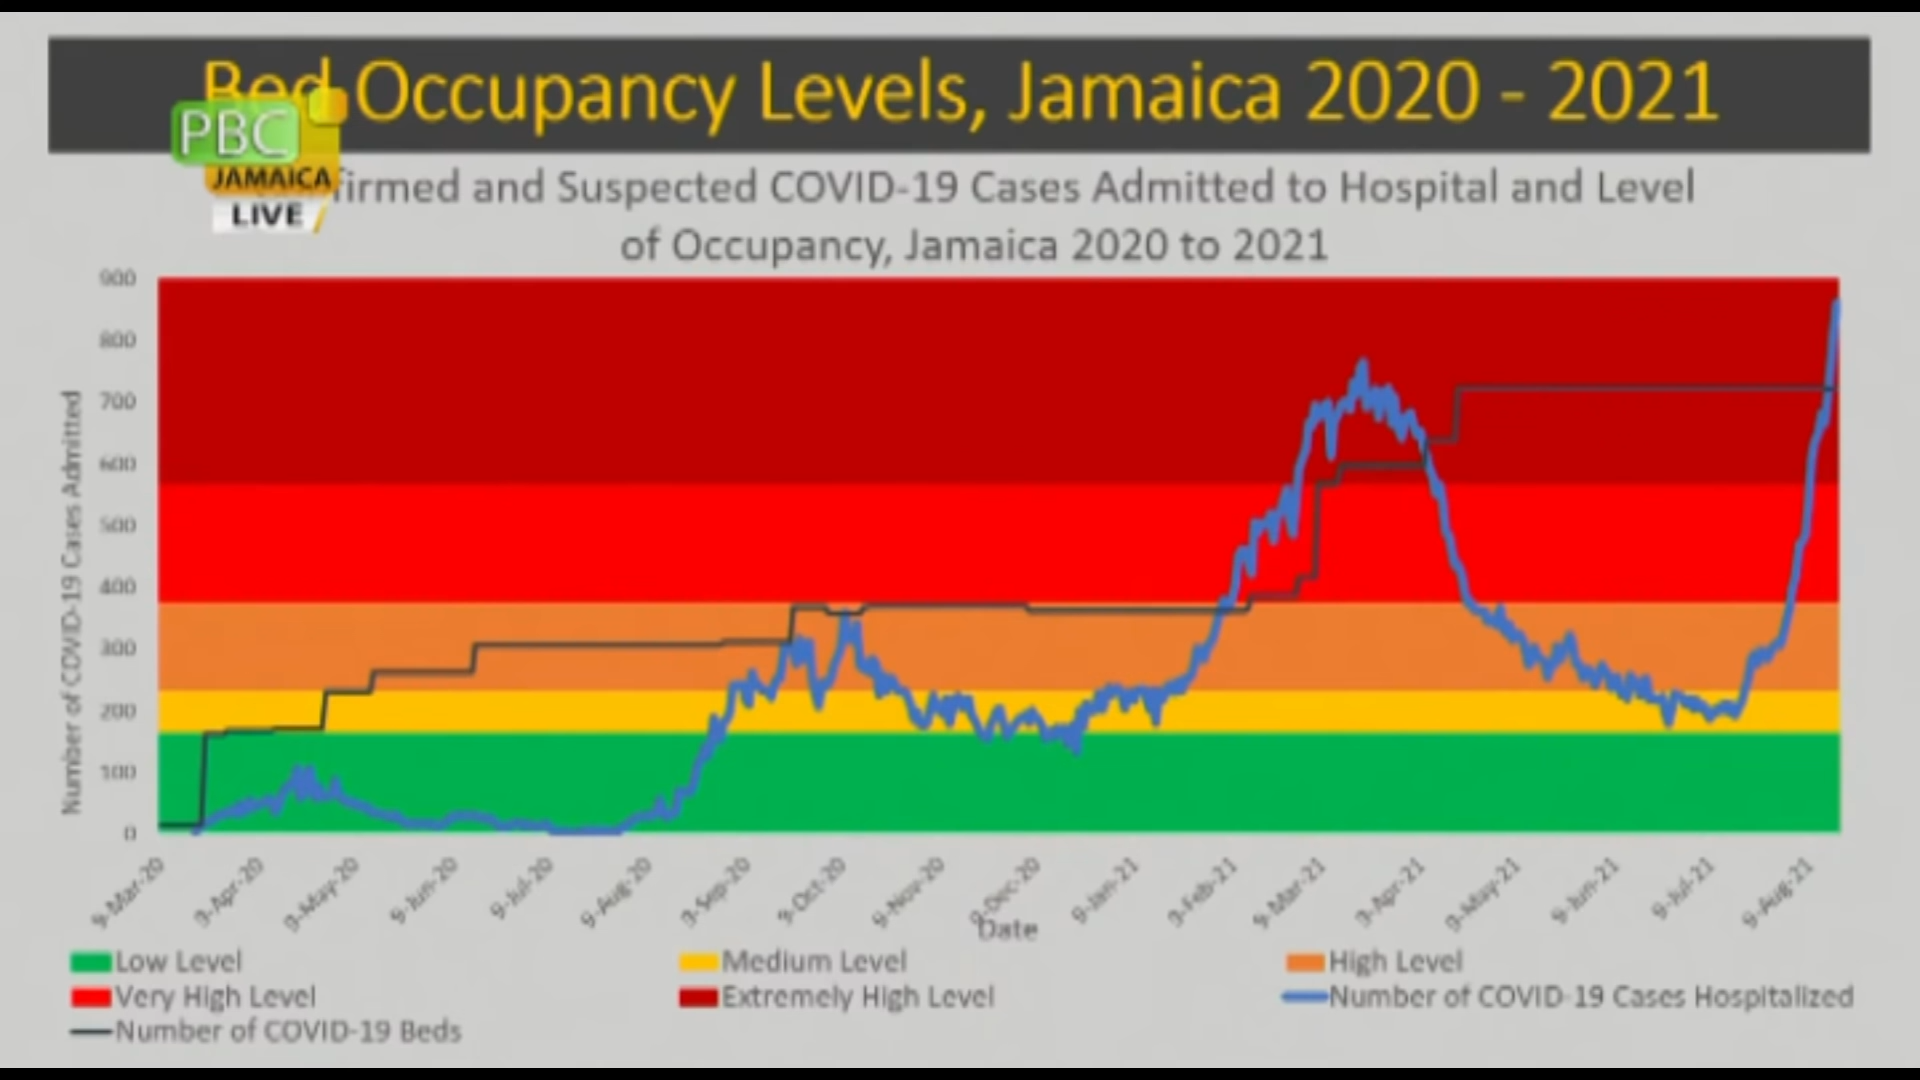 Bed Occupancy Levels, Jamaica 2020 - 2021
PBC
JAMAICA
LIVE
firmed and Suspected COVID-19 Cases Admitted to Hospital and Level
of Occupancy, Jamaica 2020 to 2021
Number of COVID-19 Cases Admitted
900
800
700
600
500
400
300
200
100
0
9-Mar-20
9-Apr-20
9-May-20
9-Jun-20
9-Jul-20
9-Aug-20
9-Sep-20
9-Oct-20
9-Nov-20
9-Dec-20
9-Jan-21
9-Feb-21
9-Mar-21
9-Apr-21
9-May-21
9-Jun-21
9-Jul-21
9-Aug-21
Date
Low Level
Medium Level
High Level
Very High Level
Extremely High Level
Number of COVID-19 Cases Hospitalized
Number of COVID-19 Beds